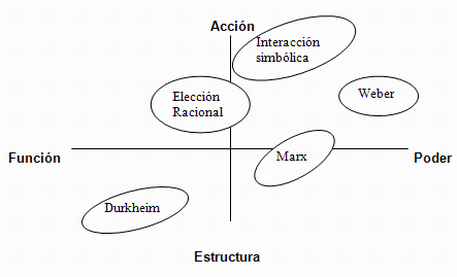 Acción
Interacción
simbólica
Elección
Racional
Weber
Función
Marx
Poder
Durkheim
Estructura